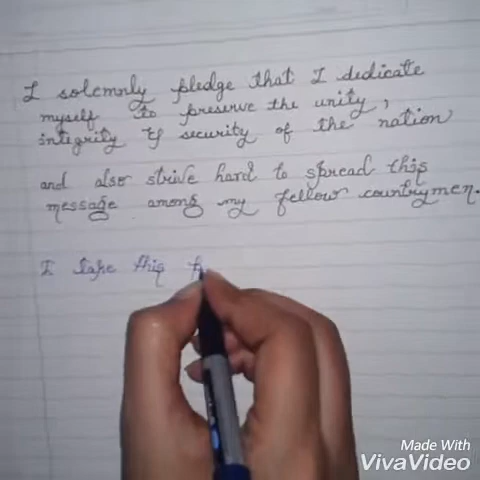 I solemnly pledge that I dedicate
myself to preserve the unity,
integrity & security of the nation
and also strive hard to spread this
message among my fellow countrymen.
I take this
Made With
VivaVideo